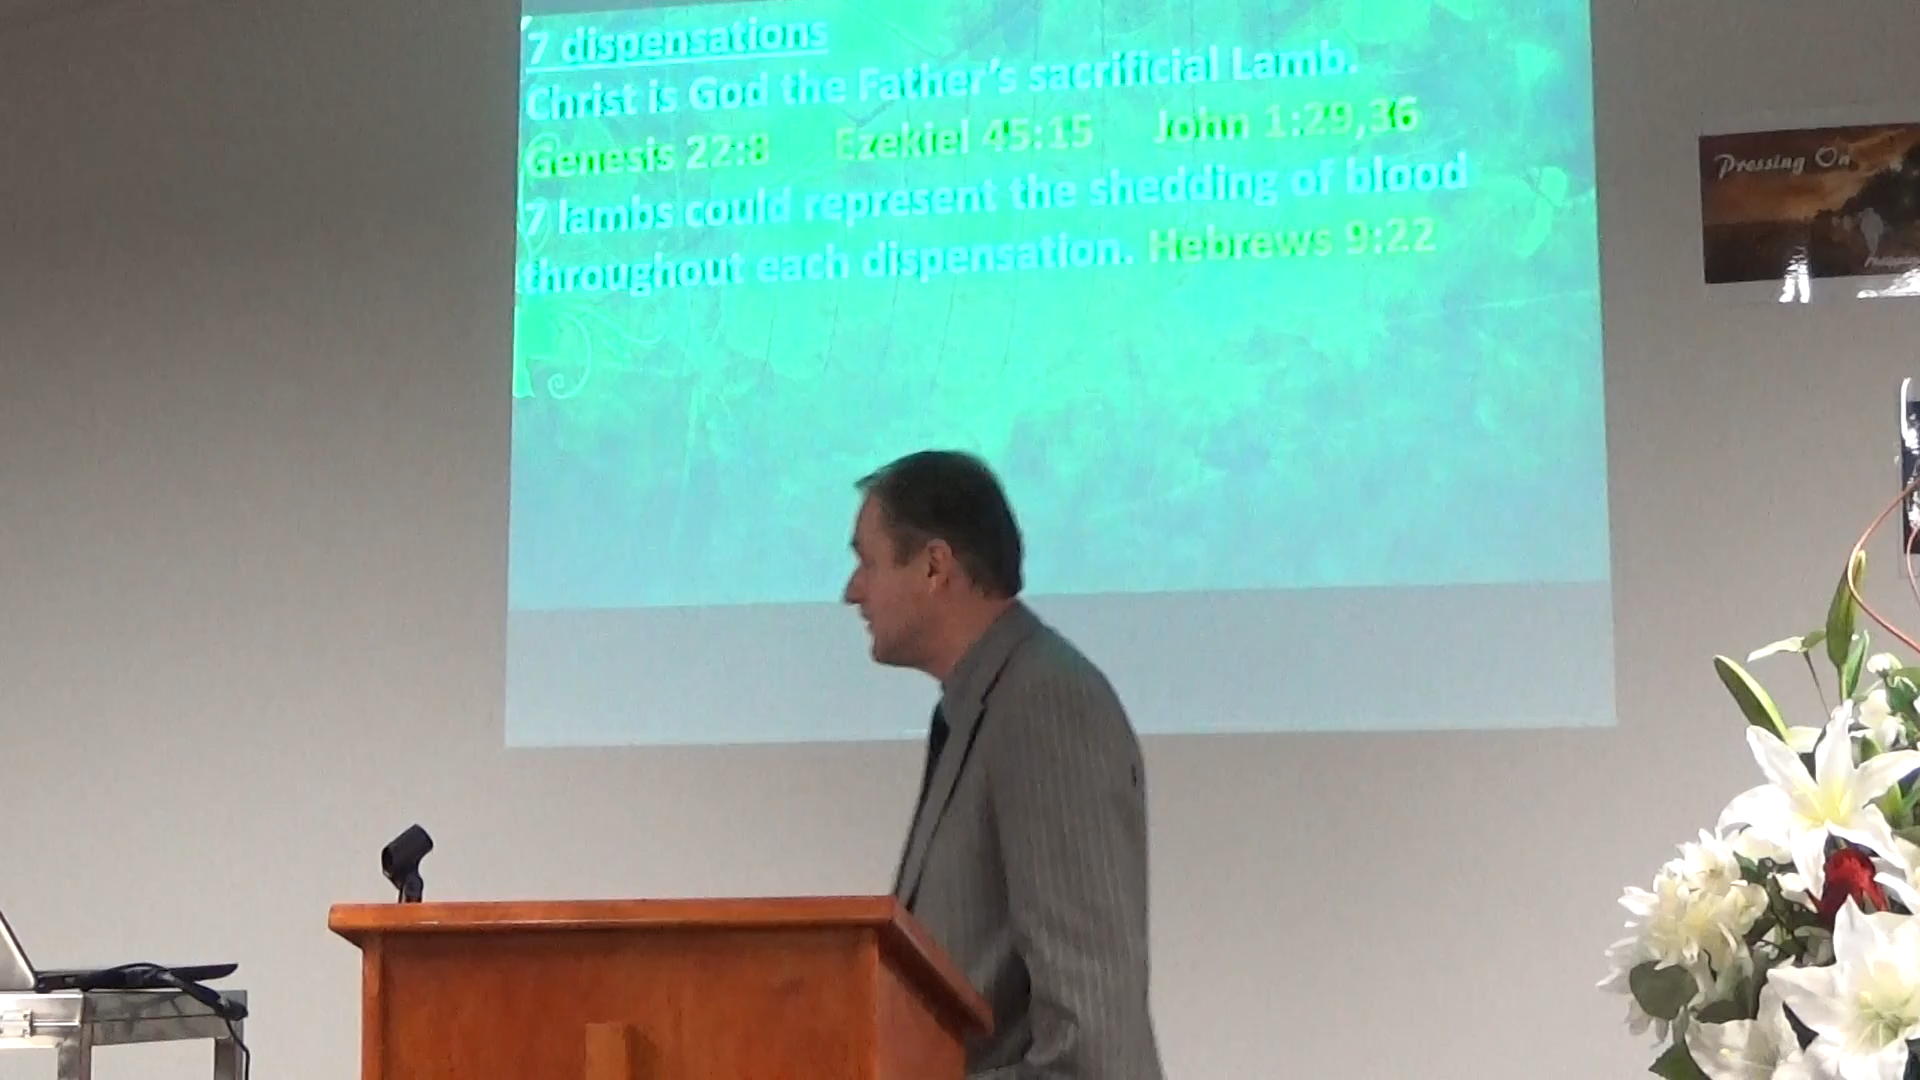 7 dispensations
Christ is God the Father's sacrificial Lamb.
Genesis 22:8 Ezekiel 45:15 John 1:29,36
7 lambs could represent the shedding of blood
throughout each dispensation. Hebrews 9:22
Pressing On